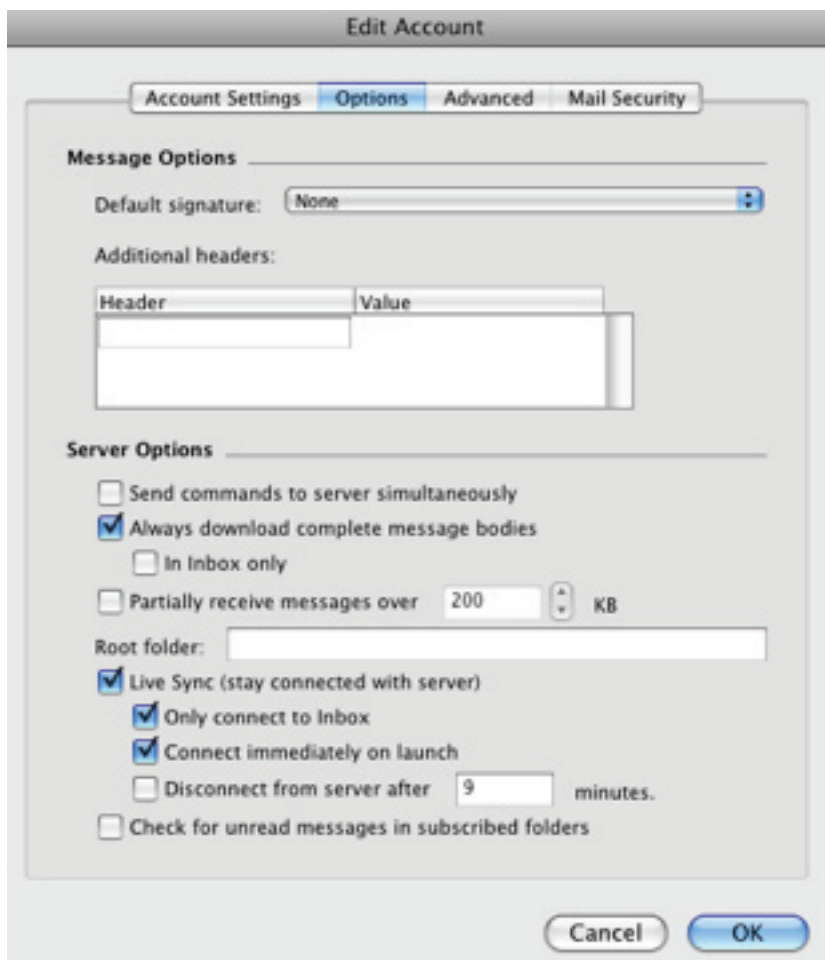 Edit Account
Account Settings Options Advanced Mail Security
Message Options
Default signature: None
Additional headers:
Header Value
Server Options
Send commands to server simultaneously
Always download complete message bodies
In Inbox only
Partially receive messages over 200 KB
Root folder:
Live Sync (stay connected with server)
Only connect to Inbox
Connect immediately on launch
Disconnect from server after 9 minutes.
Check for unread messages in subscribed folders
Cancel OK